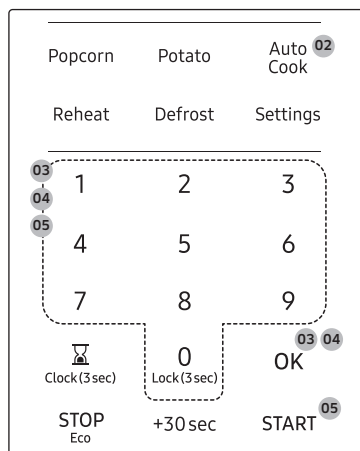 Popcorn Potato Auto Cook 02
Reheat Defrost Settings
03
1 2 3
04
05
4 5 6
7 8 9
03 04
0 OK
Clock(3 sec) Lock(3 sec)
05
STOP +30 sec START
Eco